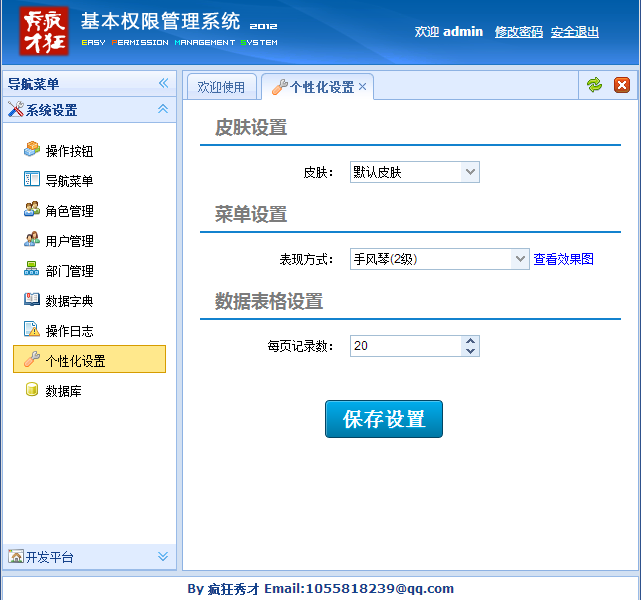 秀疯
才狂
基本权限管理系统 2012
EASY PERMISSION MANAGEMENT SYSTEM
欢迎 admin 修改密码 安全退出
导航菜单
系统设置
操作按钮
导航菜单
角色管理
用户管理
部门管理
数据字典
操作日志
个性化设置
数据库
开发平台
欢迎使用 个性化设置
皮肤设置
皮肤： 默认皮肤
菜单设置
表现方式： 手风琴(2级) 查看效果图
数据表格设置
每页记录数： 20
保存设置
By 疯狂秀才 Email:1055818239@qq.com